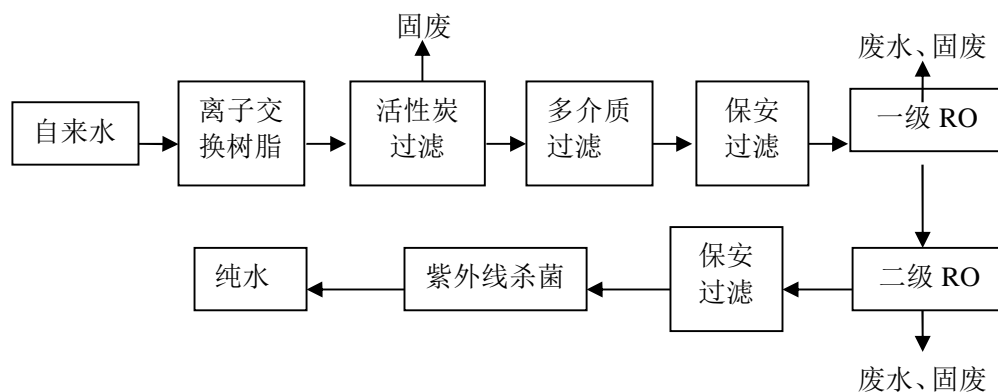 固废
废水、固废
自来水
离子交
换树脂
活性炭
过滤
多介质
过滤
保安
过滤
一级 RO
纯水
紫外线杀菌
保安
过滤
二级 RO
废水、固废